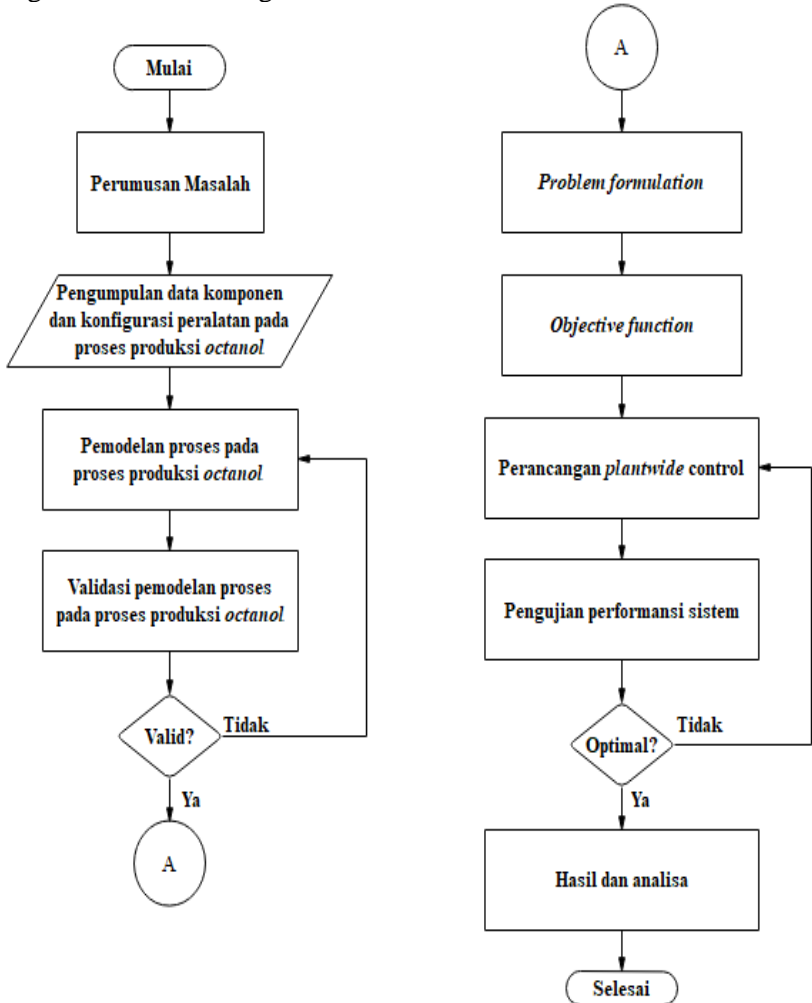 Mulai
Perumusan Masalah
Pengumpulan data komponen
dan konfigurasi peralatan pada
proses produksi octanol
Pemodelan proses pada
proses produksi octanol
Validasi pemodelan proses
pada proses produksi octanol
Valid?
Tidak
Ya
A
A
Problem formulation
Objective function
Perancangan plantwide control
Pengujian performansi sistem
Optimal?
Tidak
Ya
Hasil dan analisa
Selesai